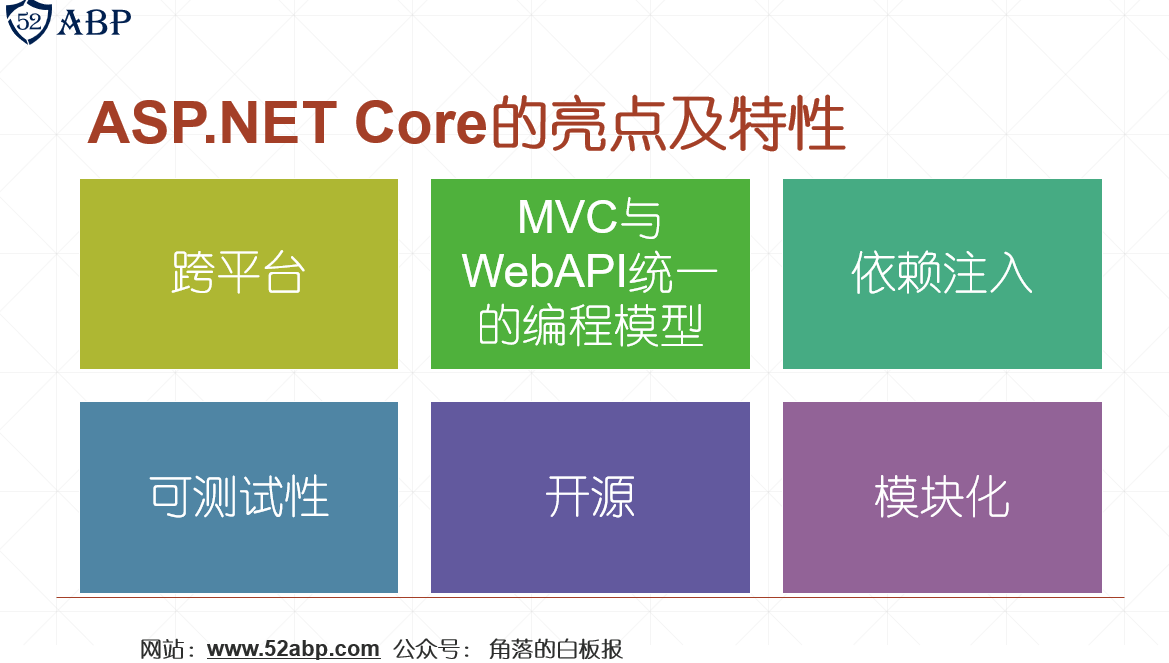 52 ABP
ASP.NET Core的亮点及特性
跨平台
MVC与
WebAPI统一
的编程模型
依赖注入
可测试性
开源
模块化
网站：www.52abp.com 公众号： 角落的白板报